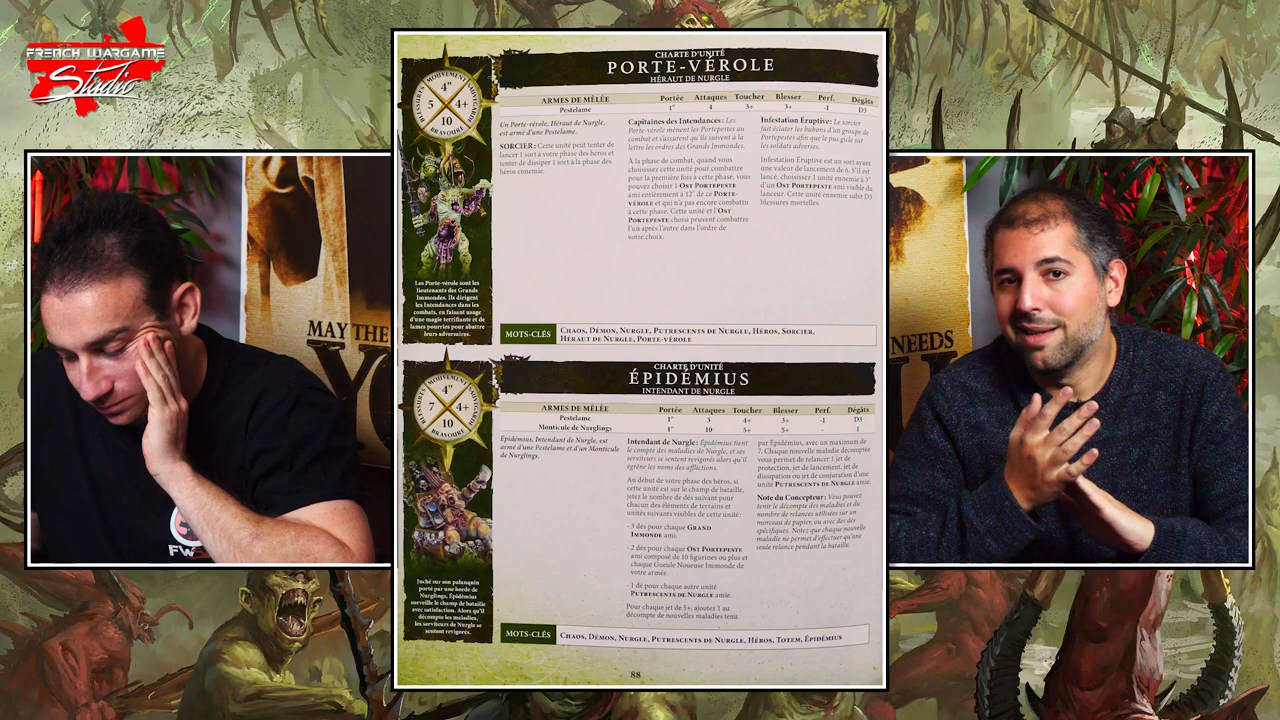 FRENCH WARGAME
Studio
MAY THE
YO
FW
NEEDS
CHARTE D'UNITÉ
PORTE-VÉROLE
HÉRAUT DE NURGLE
MOUVEMENT
SAUVEGARDE
BRAVOURE
BLESSURES
4"
5 4+
10
ARMES DE MÊLÉE Portée Attaques Toucher Blesser Perf. Dégâts
Pestelame 1" 4 3+ 3+ -1 D3
Un Porte-vérole, Héraut de Nurgle,
est armé d'une Pestelame.
SORCIER : Cette unité peut tenter de
lancer 1 sort à votre phase des héros et
tenter de dissiper 1 sort à la phase des
héros ennemie.
Capitaines des Intendances : Les
Porte-vérole mènent les Portepestes au
combat et s'assurent qu'ils suivent à la
lettre les ordres des Grands Immondes.
À la phase de combat, quand vous
choisissez cette unité pour combattre
pour la première fois à cette phase, vous
pouvez choisir 1 OST PORTEPESTE
ami entièrement à 12" de ce PORTE-
VÉROLE et qui n'a pas encore combattu
à cette phase. Cette unité et l'OST
PORTEPESTE choisi peuvent combattre
l'un après l'autre dans l'ordre de
votre choix.
Infestation Éruptive : Le sorcier
fait éclater les bubons d'un groupe de
Portepestes afin que le pus gicle sur
les soldats adverses.
Infestation Éruptive est un sort ayant
une valeur de lancement de 6. S'il est
lancé, choisissez 1 unité ennemie à 3"
d'un OST PORTEPESTE ami visible du
lanceur. Cette unité ennemie subit D3
blessures mortelles.
Les Porte-vérole sont les
lieutenants des Grands
Immondes. Ils dirigent
les Intendances dans les
combats, en faisant usage
d'une magie terrifiante et de
lames pourries pour abattre
leurs adversaires.
MOTS-CLÉS CHAOS, DÉMON, NURGLE, PUTRESCENTS DE NURGLE, HÉROS, SORCIER,
HÉRAUT DE NURGLE, PORTE-VÉROLE
CHARTE D'UNITÉ
ÉPIDÉMIUS
INTENDANT DE NURGLE
MOUVEMENT
SAUVEGARDE
BRAVOURE
BLESSURES
4"
7 4+
10
ARMES DE MÊLÉE Portée Attaques Toucher Blesser Perf. Dégâts
Pestelame 1" 3 4+ 3+ -1 D3
Monticule de Nurglings 1" 10 5+ 5+ - 1
Épidémius, Intendant de Nurgle, est
armé d'une Pestelame et d'un Monticule
de Nurglings.
Intendant de Nurgle : Épidémius tient
le compte des maladies de Nurgle, et ses
serviteurs se sentent revigorés alors qu'il
égrène les noms des afflictions.
Au début de votre phase des héros, si
cette unité est sur le champ de bataille,
jetez le nombre de dés suivant pour
chacun des éléments de terrains et
unités suivants visibles de cette unité :
- 3 dés pour chaque GRAND
IMMONDE ami.
- 2 dés pour chaque OST PORTEPESTE
ami composé de 10 figurines ou plus et
chaque Gueule Noueuse Immonde de
votre armée.
- 1 dé pour chaque autre unité
PUTRESCENTS DE NURGLE amie.
Pour chaque jet de 5+, ajoutez 1 au
décompte de nouvelles maladies tenu
par Épidémius, avec un maximum de
7. Chaque nouvelle maladie décomptée
vous permet de relancer 1 jet de
protection, jet de lancement, jet de
dissipation ou jet de conjuration d'une
unité PUTRESCENTS DE NURGLE amie.
Note du Concepteur : Vous pouvez
tenir le décompte des maladies et du
nombre de relances utilisées sur un
morceau de papier, ou avec des dés
spécifiques. Notez que chaque nouvelle
maladie ne permet d'effectuer qu'une
seule relance pendant la bataille.
Juché sur son palanquin
porté par une horde de
Nurglings, Épidémius
surveille le champ de bataille
avec satisfaction. Alors qu'il
décompte les maladies,
les serviteurs de Nurgle se
sentent revigorés.
MOTS-CLÉS CHAOS, DÉMON, NURGLE, PUTRESCENTS DE NURGLE, HÉROS, TOTEM, ÉPIDÉMIUS
88